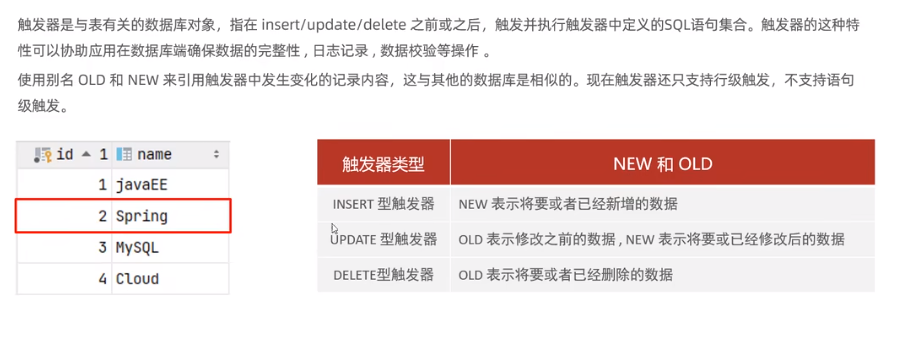 触发器是与表有关的数据库对象，指在 insert/update/delete 之前或之后，触发并执行触发器中定义的SQL语句集合。触发器的这种特
性可以协助应用在数据库端确保数据的完整性 , 日志记录 , 数据校验等操作 。
使用别名 OLD 和 NEW 来引用触发器中发生变化的记录内容，这与其他的数据库是相似的。现在触发器还只支持行级触发，不支持语句
级触发。
id 1 name
1 javaEE
2 Spring
3 MySQL
4 Cloud
触发器类型 NEW 和 OLD
INSERT 型触发器 NEW 表示将要或者已经新增的数据
UPDATE 型触发器 OLD 表示修改之前的数据 , NEW 表示将要或已经修改后的数据
DELETE型触发器 OLD 表示将要或者已经删除的数据